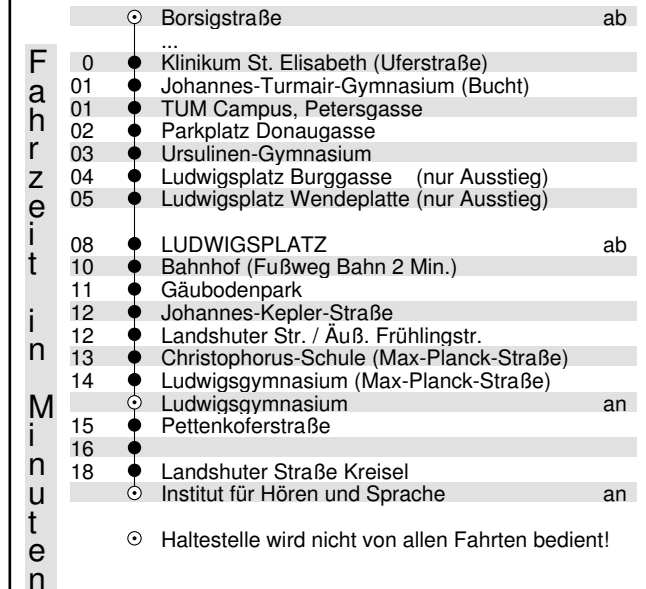 Borsigstraße ab
...
0 Klinikum St. Elisabeth (Uferstraße)
01 Johannes-Turmair-Gymnasium (Bucht)
01 TUM Campus, Petersgasse
02 Parkplatz Donaugasse
03 Ursulinen-Gymnasium
04 Ludwigsplatz Burggasse (nur Ausstieg)
05 Ludwigsplatz Wendeplatte (nur Ausstieg)
08 LUDWIGSPLATZ ab
10 Bahnhof (Fußweg Bahn 2 Min.)
11 Gäubodenpark
12 Johannes-Kepler-Straße
12 Landshuter Str. / Äuß. Frühlingstr.
13 Christophorus-Schule (Max-Planck-Straße)
14 Ludwigsgymnasium (Max-Planck-Straße)
Ludwigsgymnasium an
15 Pettenkoferstraße
16
18 Landshuter Straße Kreisel
Institut für Hören und Sprache an
Haltestelle wird nicht von allen Fahrten bedient!
Fahrzeit in Minuten